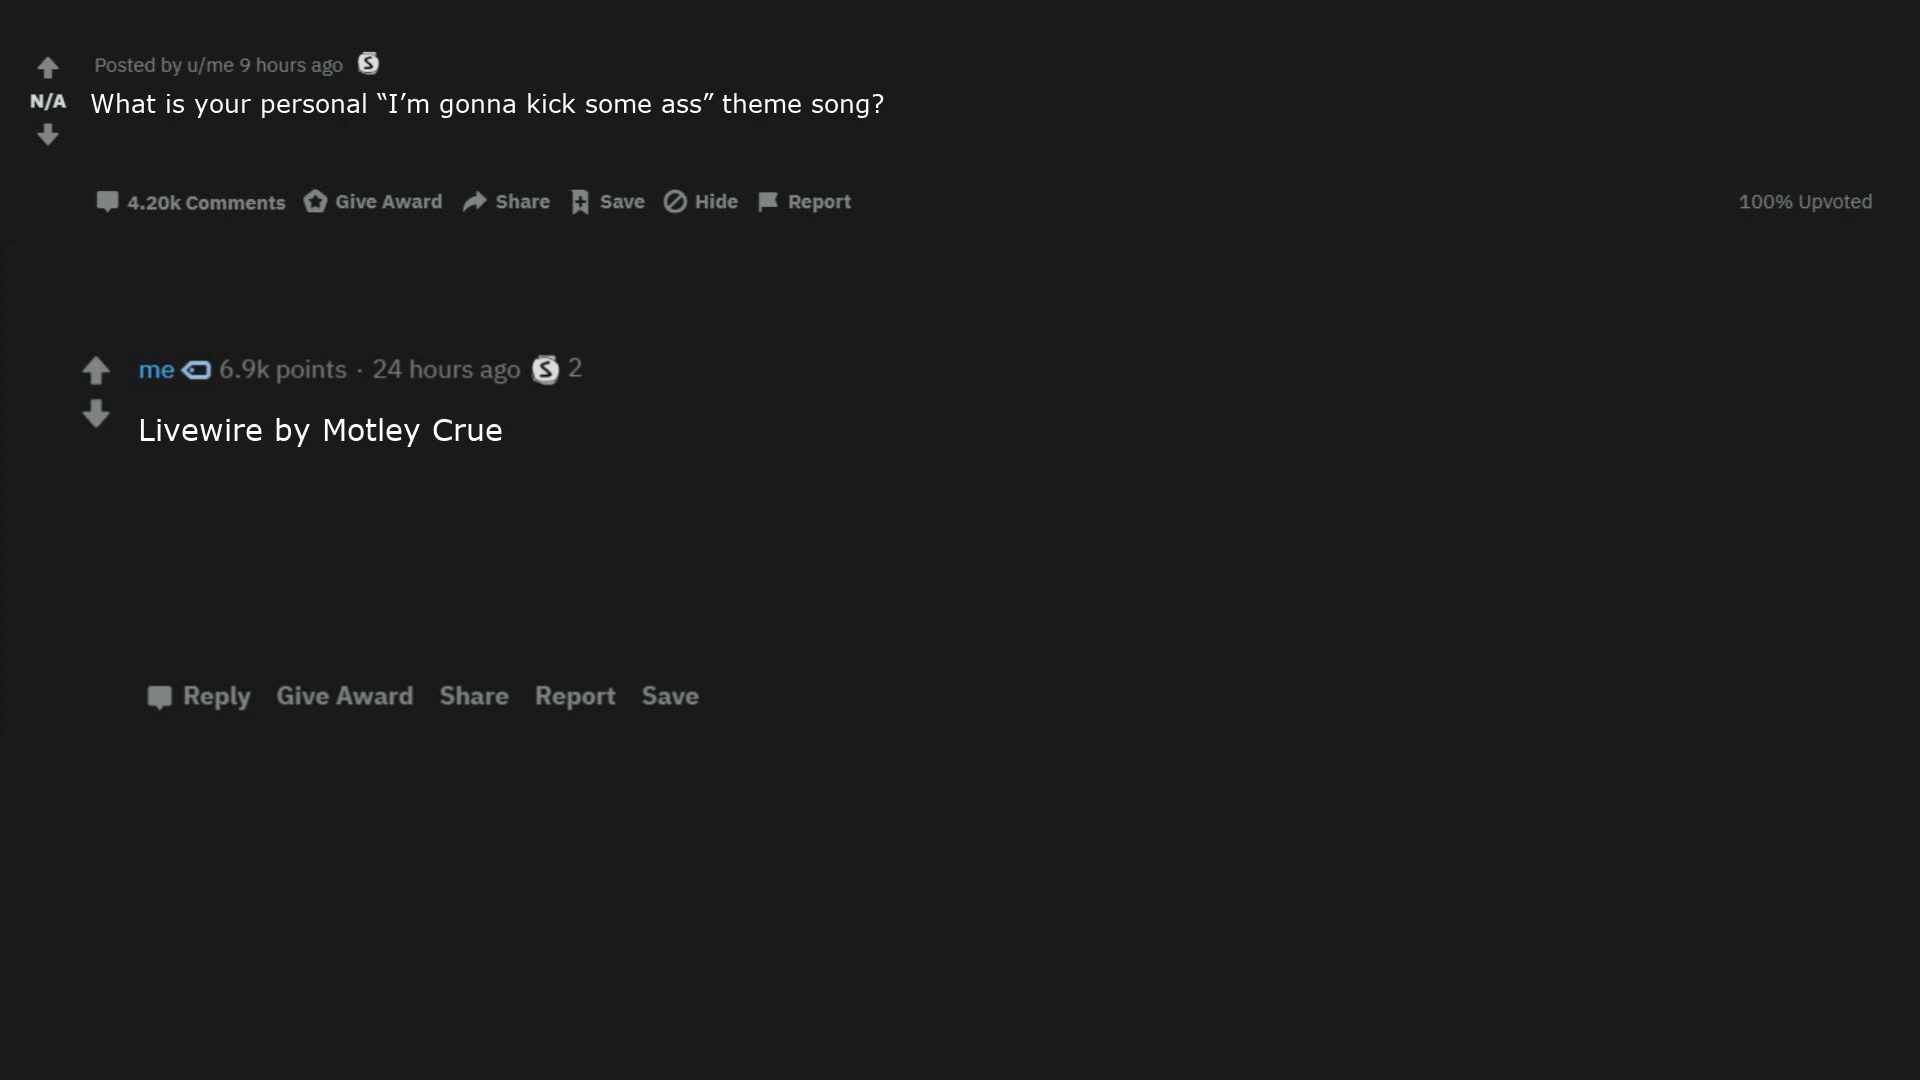 Posted by u/me 9 hours ago S
N/A What is your personal “I’m gonna kick some ass” theme song?
4.20k Comments Give Award Share Save Hide Report 100% Upvoted
me 6.9k points · 24 hours ago S 2
Livewire by Motley Crue
Reply Give Award Share Report Save